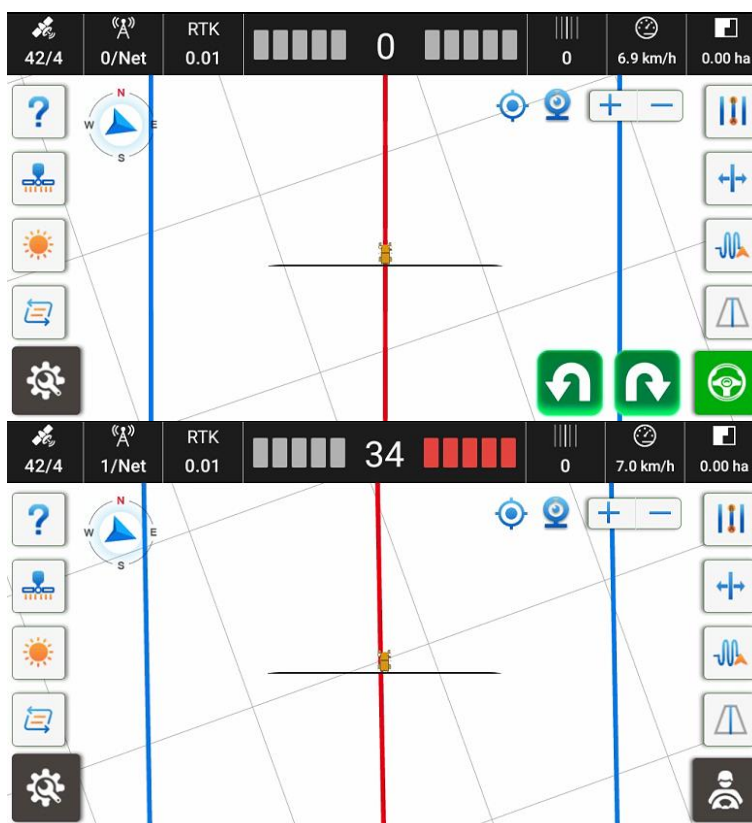 RTK
0
42/4 0/Net 0.01 0 6.9 km/h 0.00 ha
?
N
W E
S
RTK
34
42/4 1/Net 0.01 0 7.0 km/h 0.00 ha
?
N
W E
S